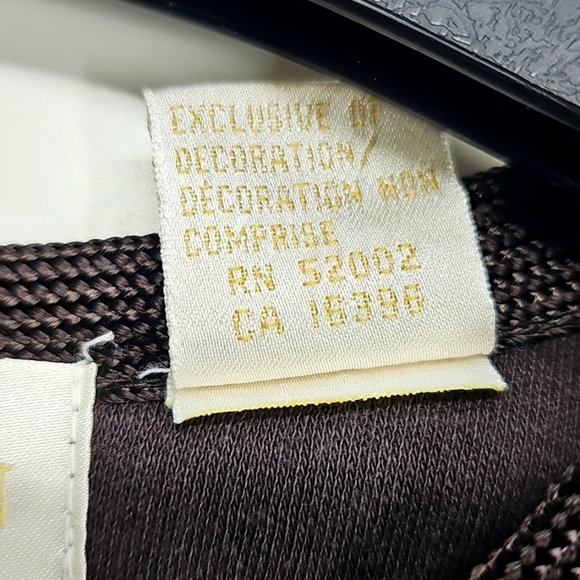 EXCLUSIVE OF
DECORATION/
DÉCORATION NON
COMPRISE
RN 52002
CA 16398